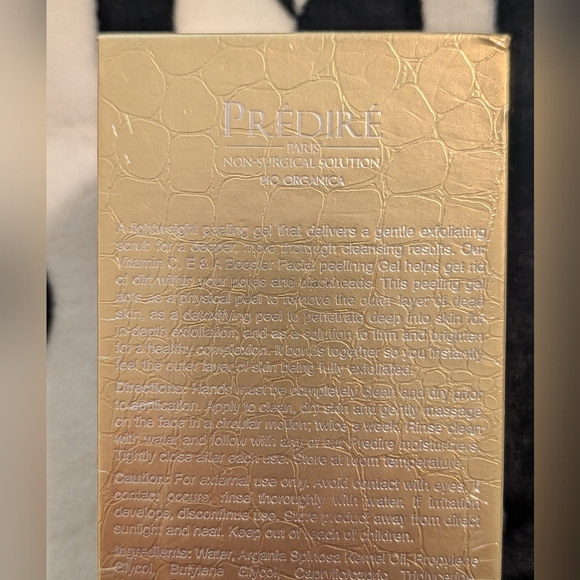 PRÉDIRÉ
PARIS
NON-SURGICAL SOLUTION
BIO ORGANICA
A lightweight peeling gel that delivers a gentle exfoliating
scrub for a deeper, more thorough cleansing results. Our
Vitamin C, E & A Booster Facial peelinng Gel helps get rid
of dirt within your pores and blackheads. This peeling gel
acts as a physical peel to remove the outer layer of dead
skin, as a detoxifying peel to penetrate deep into skin for
in-depth exfoliation, and as a solution to firm and brighten
for a healthy complection. It bonds together so you instantly
feel the outer layer of skin being fully exfoliated.
Directions: Hands must be completely clean and dry prior
to application. Apply to clean, dry skin and gently massage
on the face in a circular motion; twice a week. Rinse clean
with water and follow with any of our Predire moisturizers.
Tightly close after each use. Store at room temperature.
Caution: For external use only. Avoid contact with eyes. If
contact occurs, rinse thoroughly with water. If irritation
develops, discontinue use. Store product away from direct
sunlight and heat. Keep out of reach of children.
Ingredients: Water, Argania Spinosa Kernel Oil, Propylene
Glycol, Butylene Glycol, Caprylic/capric Triglyceride,